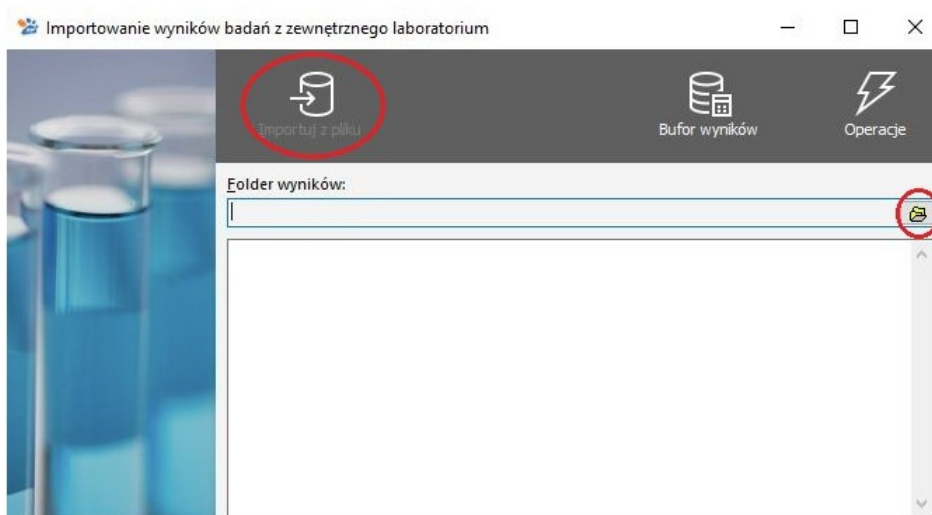 Importowanie wyników badań z zewnętrznego laboratorium
Importuj z pliku
Bufor wyników
Operacje
Folder wyników: